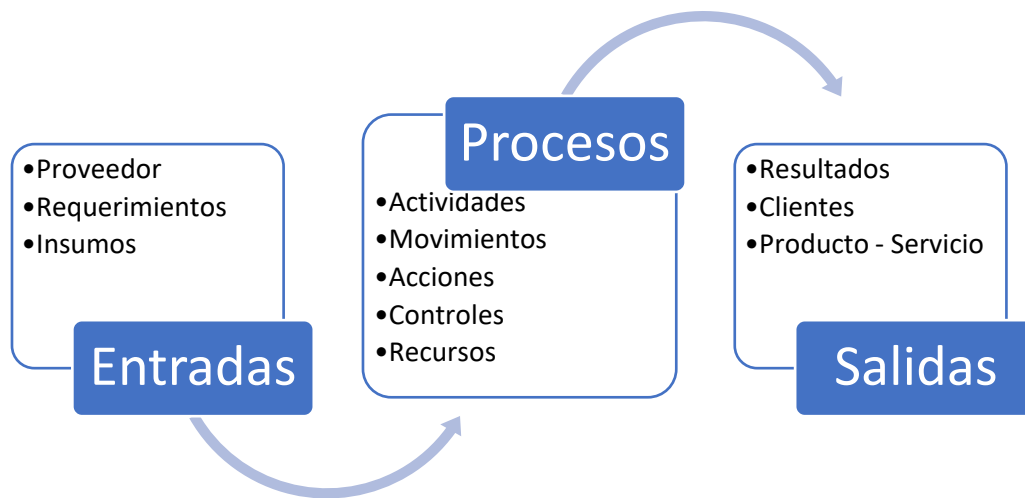 •Proveedor
•Requerimientos
•Insumos
Entradas
Procesos
•Actividades
•Movimientos
•Acciones
•Controles
•Recursos
•Resultados
•Clientes
•Producto - Servicio
Salidas